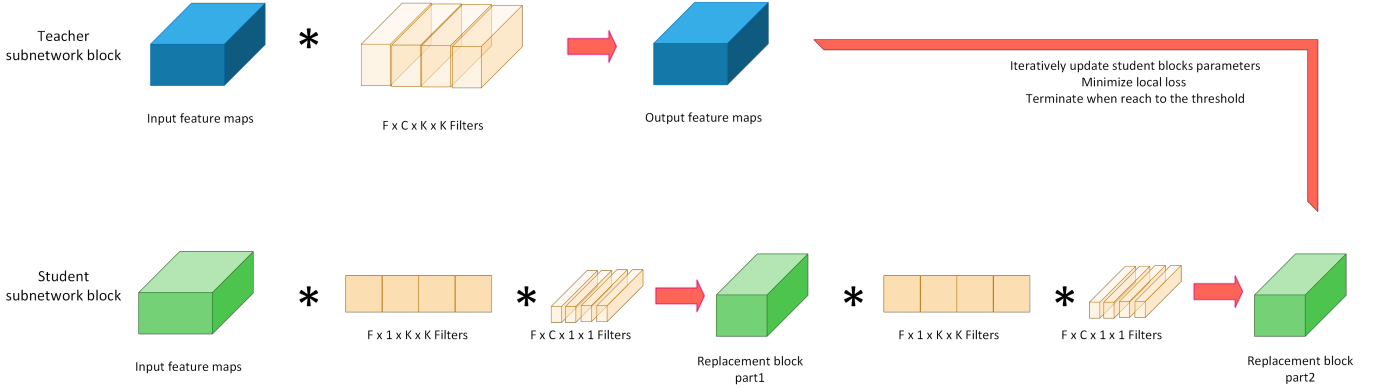 Teacher
subnetwork block
*
Input feature maps
F x C x K x K Filters
Output feature maps
Iteratively update student blocks parameters
Minimize local loss
Terminate when reach to the threshold
Student
subnetwork block
*
*
*
*
F x 1 x K x K Filters
F x C x 1 x 1 Filters
F x 1 x K x K Filters
F x C x 1 x 1 Filters
Input feature maps
Replacement block
part1
Replacement block
part2